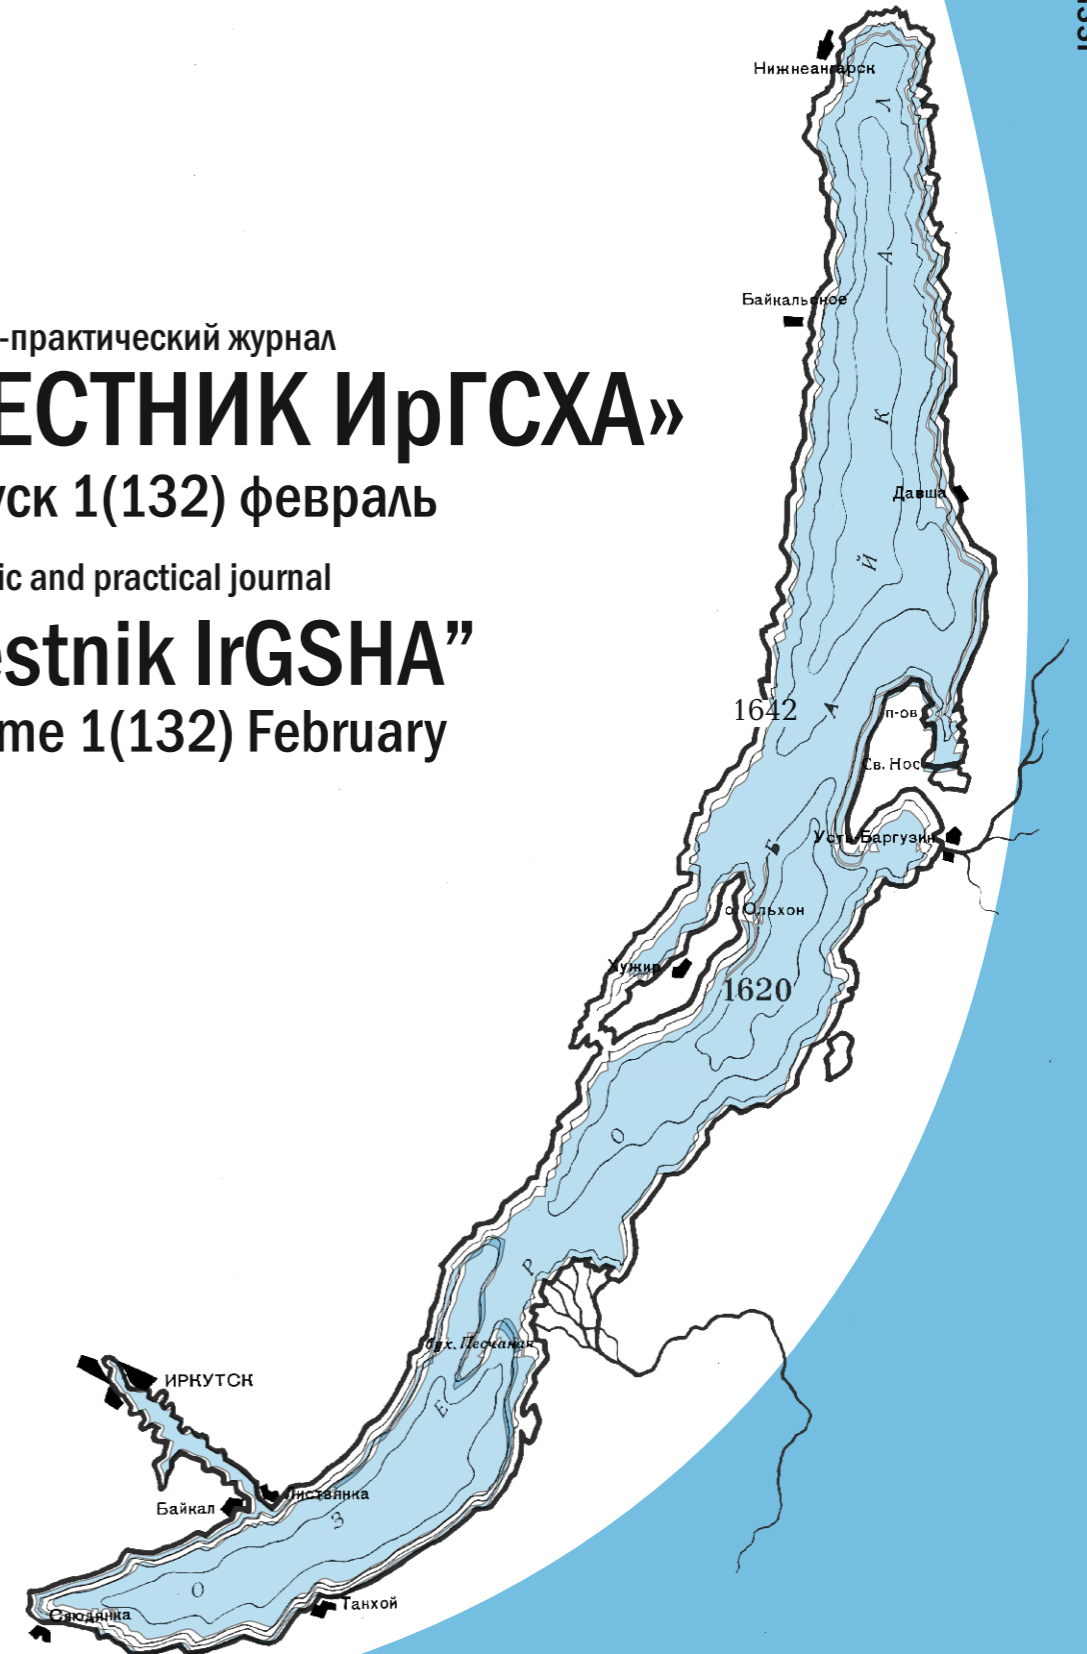 -практический журнал
ЕСТНИК ИрГСХА»
уск 1(132) февраль
ic and practical journal
estnik IrGSHA”
me 1(132) February
Нижнеангарск
Байкальское
Давша
1642
п-ов
Св. Нос
Усть-Баргузин
о. Ольхон
Хужир
1620
О З Е Р О Б А Й К А Л
бух. Песчаная
ИРКУТСК
Листвянка
Байкал
Танхой
Слюдянка